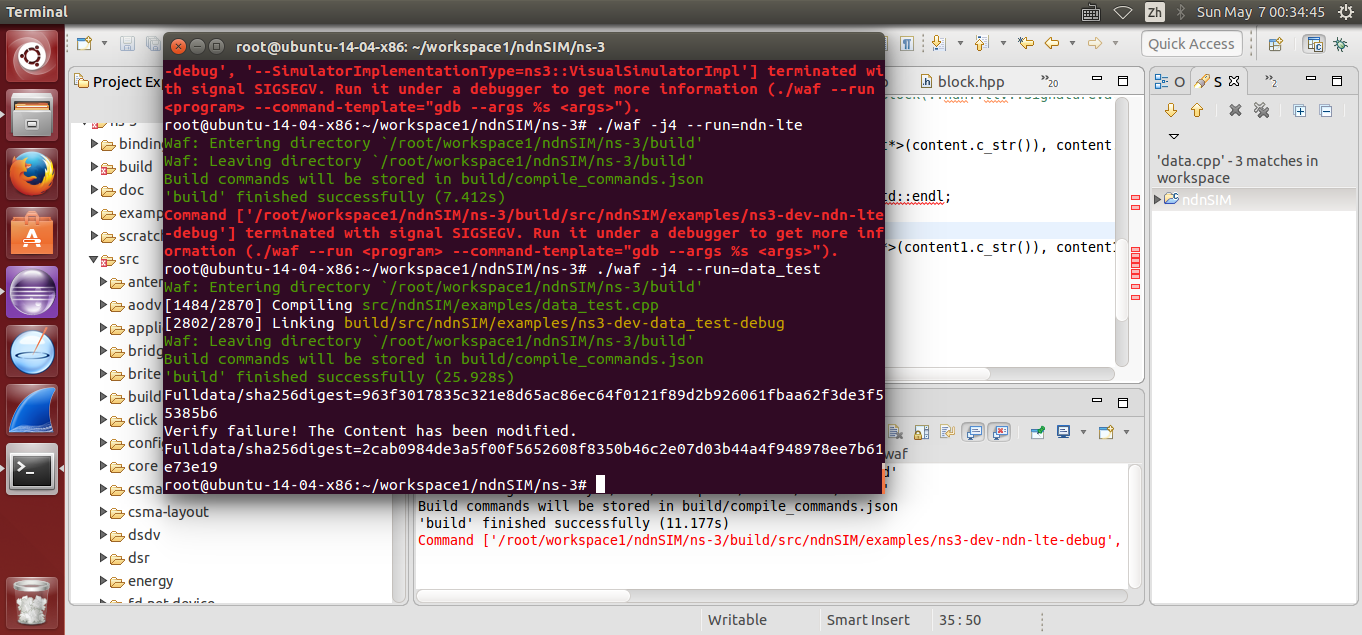 Terminal
Zh
Sun May 7 00:34:45
root@ubuntu-14-04-x86: ~/workspace1/ndnSIM/ns-3
-debug', '--SimulatorImplementationType=ns3::VisualSimulatorImpl'] terminated wi
th signal SIGSEGV. Run it under a debugger to get more information (./waf --run
<program> --command-template="gdb --args %s <args>").
root@ubuntu-14-04-x86:~/workspace1/ndnSIM/ns-3# ./waf -j4 --run=ndn-lte
Waf: Entering directory `/root/workspace1/ndnSIM/ns-3/build'
Waf: Leaving directory `/root/workspace1/ndnSIM/ns-3/build'
Build commands will be stored in build/compile_commands.json
'build' finished successfully (7.412s)
Command ['/root/workspace1/ndnSIM/ns-3/build/src/ndnSIM/examples/ns3-dev-ndn-lte
-debug'] terminated with signal SIGSEGV. Run it under a debugger to get more inf
ormation (./waf --run <program> --command-template="gdb --args %s <args>").
root@ubuntu-14-04-x86:~/workspace1/ndnSIM/ns-3# ./waf -j4 --run=data_test
Waf: Entering directory `/root/workspace1/ndnSIM/ns-3/build'
[1484/2870] Compiling src/ndnSIM/examples/data_test.cpp
[2802/2870] Linking build/src/ndnSIM/examples/ns3-dev-data_test-debug
Waf: Leaving directory `/root/workspace1/ndnSIM/ns-3/build'
Build commands will be stored in build/compile_commands.json
'build' finished successfully (25.928s)
Fulldata/sha256digest=963f3017835c321e8d65ac86ec64f0121f89d2b926061fbaa62f3de3f5
5385b6
Verify failure! The Content has been modified.
Fulldata/sha256digest=2cab0984de3a5f00f5652608f8350b46c2e07d03b44a4f948978ee7b61
e73e19
root@ubuntu-14-04-x86:~/workspace1/ndnSIM/ns-3#
Project Ex
ns-3
bindin
build
doc
examp
scratc
src
anter
aodv
appli
bridg
brite
build
click
confi
core
csma
csma-layout
dsdv
dsr
energy
fd-net-device
Quick Access
block.hpp
20
t*>(content.c_str()), content
td::endl;
*>(content1.c_str()), content1
O
S
2
'data.cpp' - 3 matches in
workspace
ndnSIM
waf
d'
Build commands will be stored in build/compile_commands.json
'build' finished successfully (11.177s)
Command ['/root/workspace1/ndnSIM/ns-3/build/src/ndnSIM/examples/ns3-dev-ndn-lte-debug',
Writable
Smart Insert
35 : 50